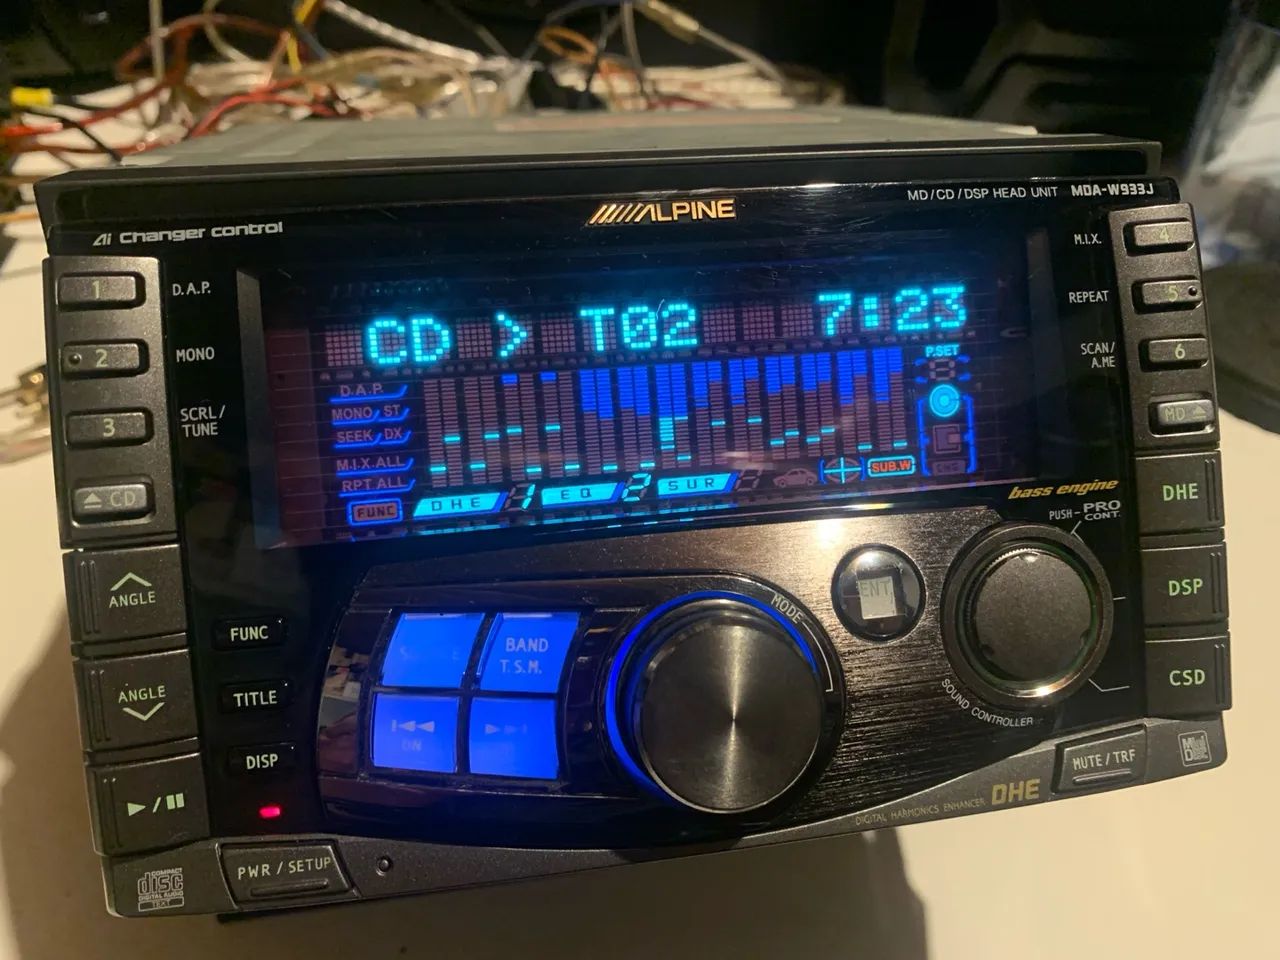 MD/CD/DSP HEAD UNIT MDA-W933J
ALPINE
Ai Changer control
1
D.A.P.
2
MONO
3
SCRL/
TUNE
CD
CD > T02 7:23
P.SET
D.A.P.
MONO ST
SEEK DX
M.I.X.ALL
RPT ALL
FUNC
DHE 1 EQ 2 SUR
SUB.W
M.I.X.
4
REPEAT
5
SCAN/
A.ME
6
MD
bass engine
PUSH-PRO
CONT.
DHE
DSP
CSD
ANGLE
ANGLE
FUNC
TITLE
DISP
BAND
T.S.M.
MODE
ENT
SOUND CONTROLLER
MUTE/TRF
DIGITAL HARMONICS ENHANCER DHE
PWR/SETUP
COMPACT
disc
DIGITAL AUDIO
TEXT